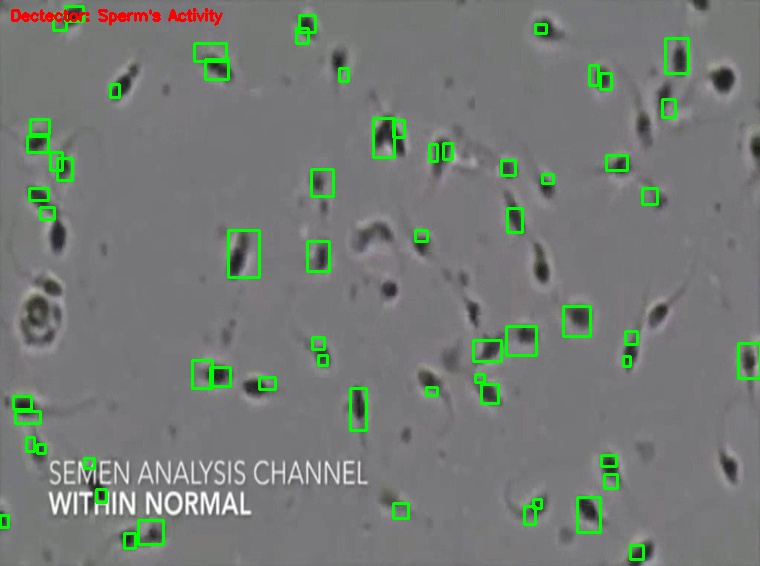 Dectector: Sperm's Activity
SEMEN ANALYSIS CHANNEL
WITHIN NORMAL